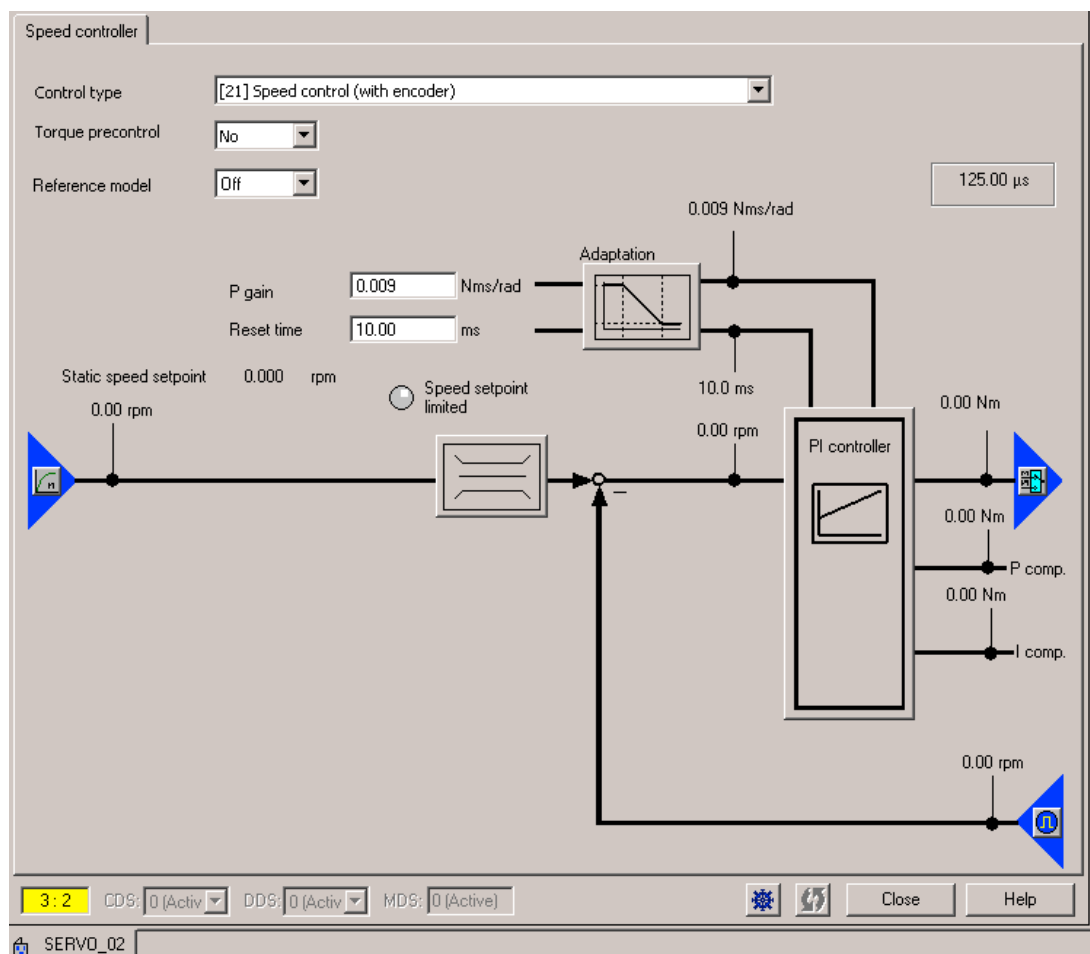 Speed controller
Control type [21] Speed control (with encoder)
Torque precontrol No
Reference model Off
125.00 µs
0.009 Nms/rad
Adaptation
P gain 0.009 Nms/rad
Reset time 10.00 ms
Static speed setpoint 0.000 rpm
10.0 ms
Speed setpoint
limited
0.00 rpm
0.00 rpm
0.00 Nm
PI controller
0.00 Nm
P comp.
0.00 Nm
I comp.
0.00 rpm
3 : 2 CDS: 0 (Activ DDS: 0 (Activ MDS: 0 (Active) Close Help
SERVO_02